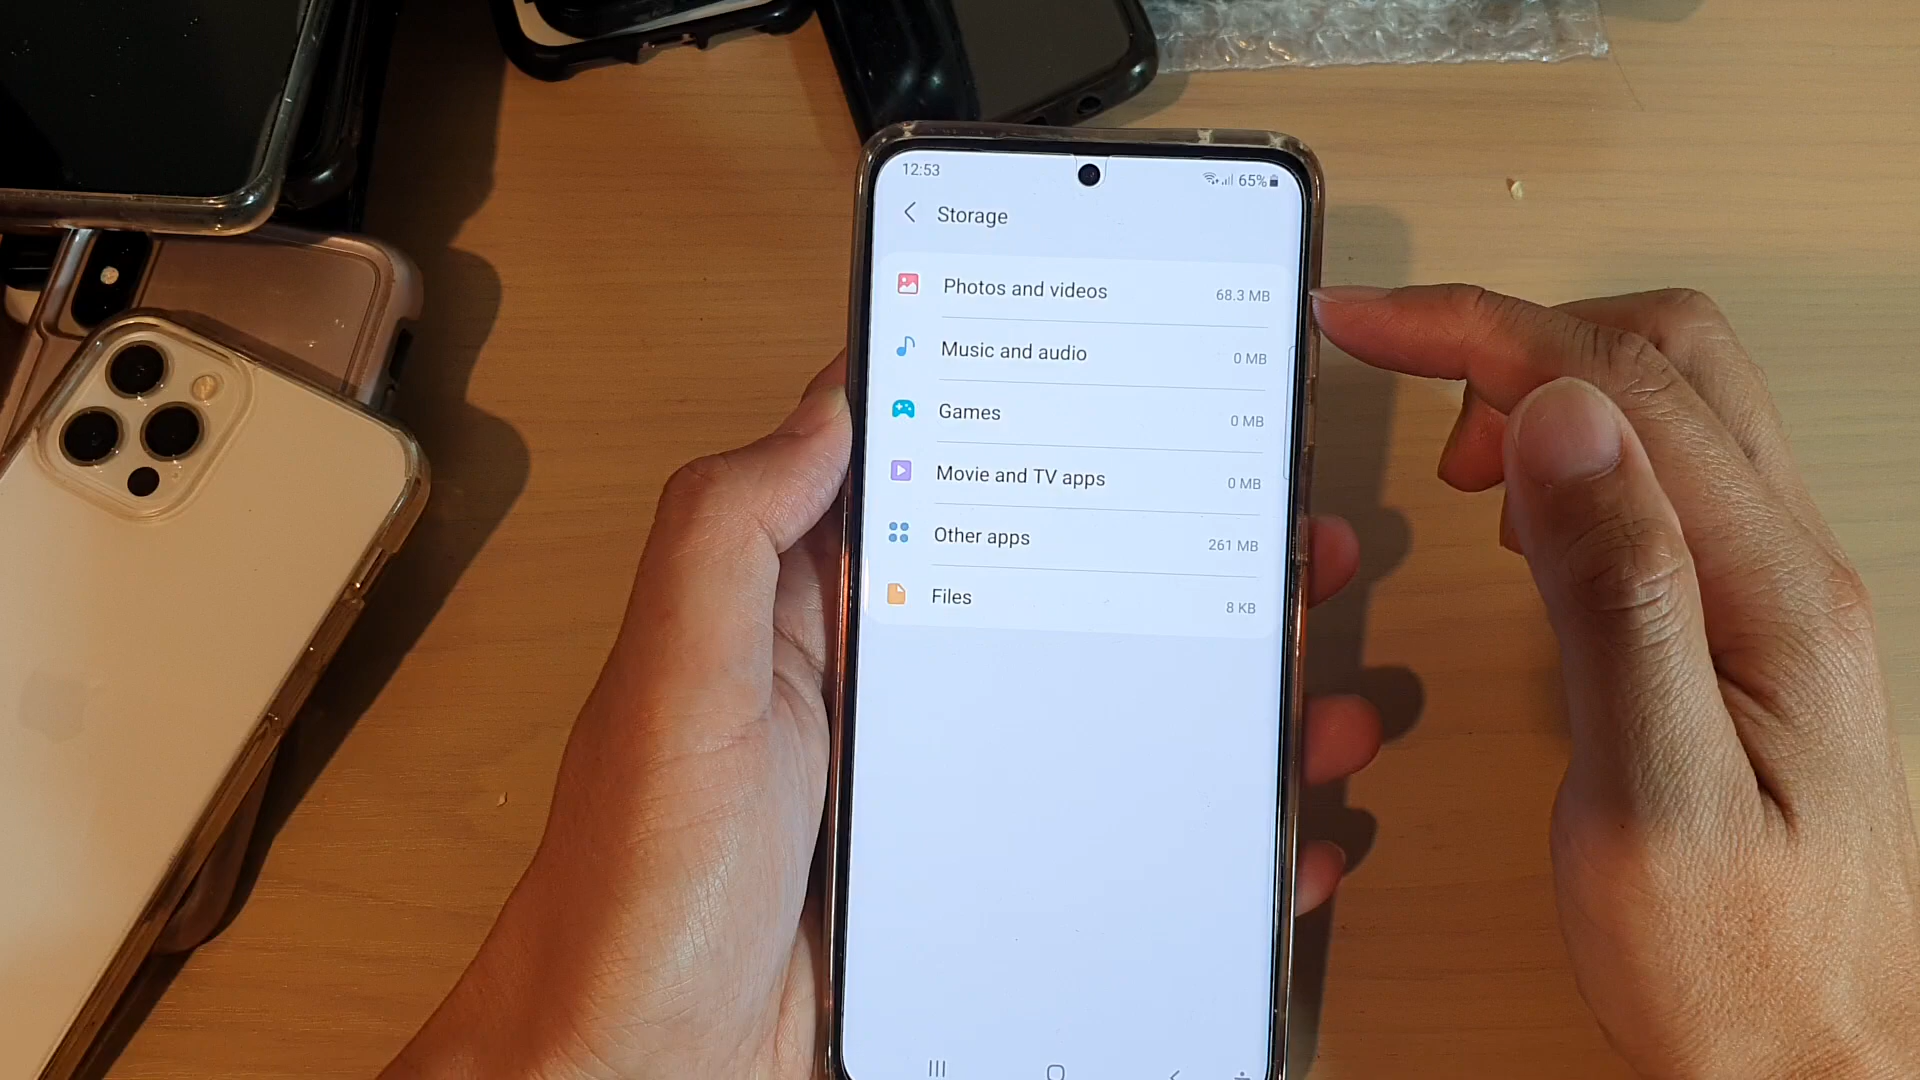 12:53
65%
Storage
Photos and videos 68.3 MB
Music and audio 0 MB
Games 0 MB
Movie and TV apps 0 MB
Other apps 261 MB
Files 8 KB